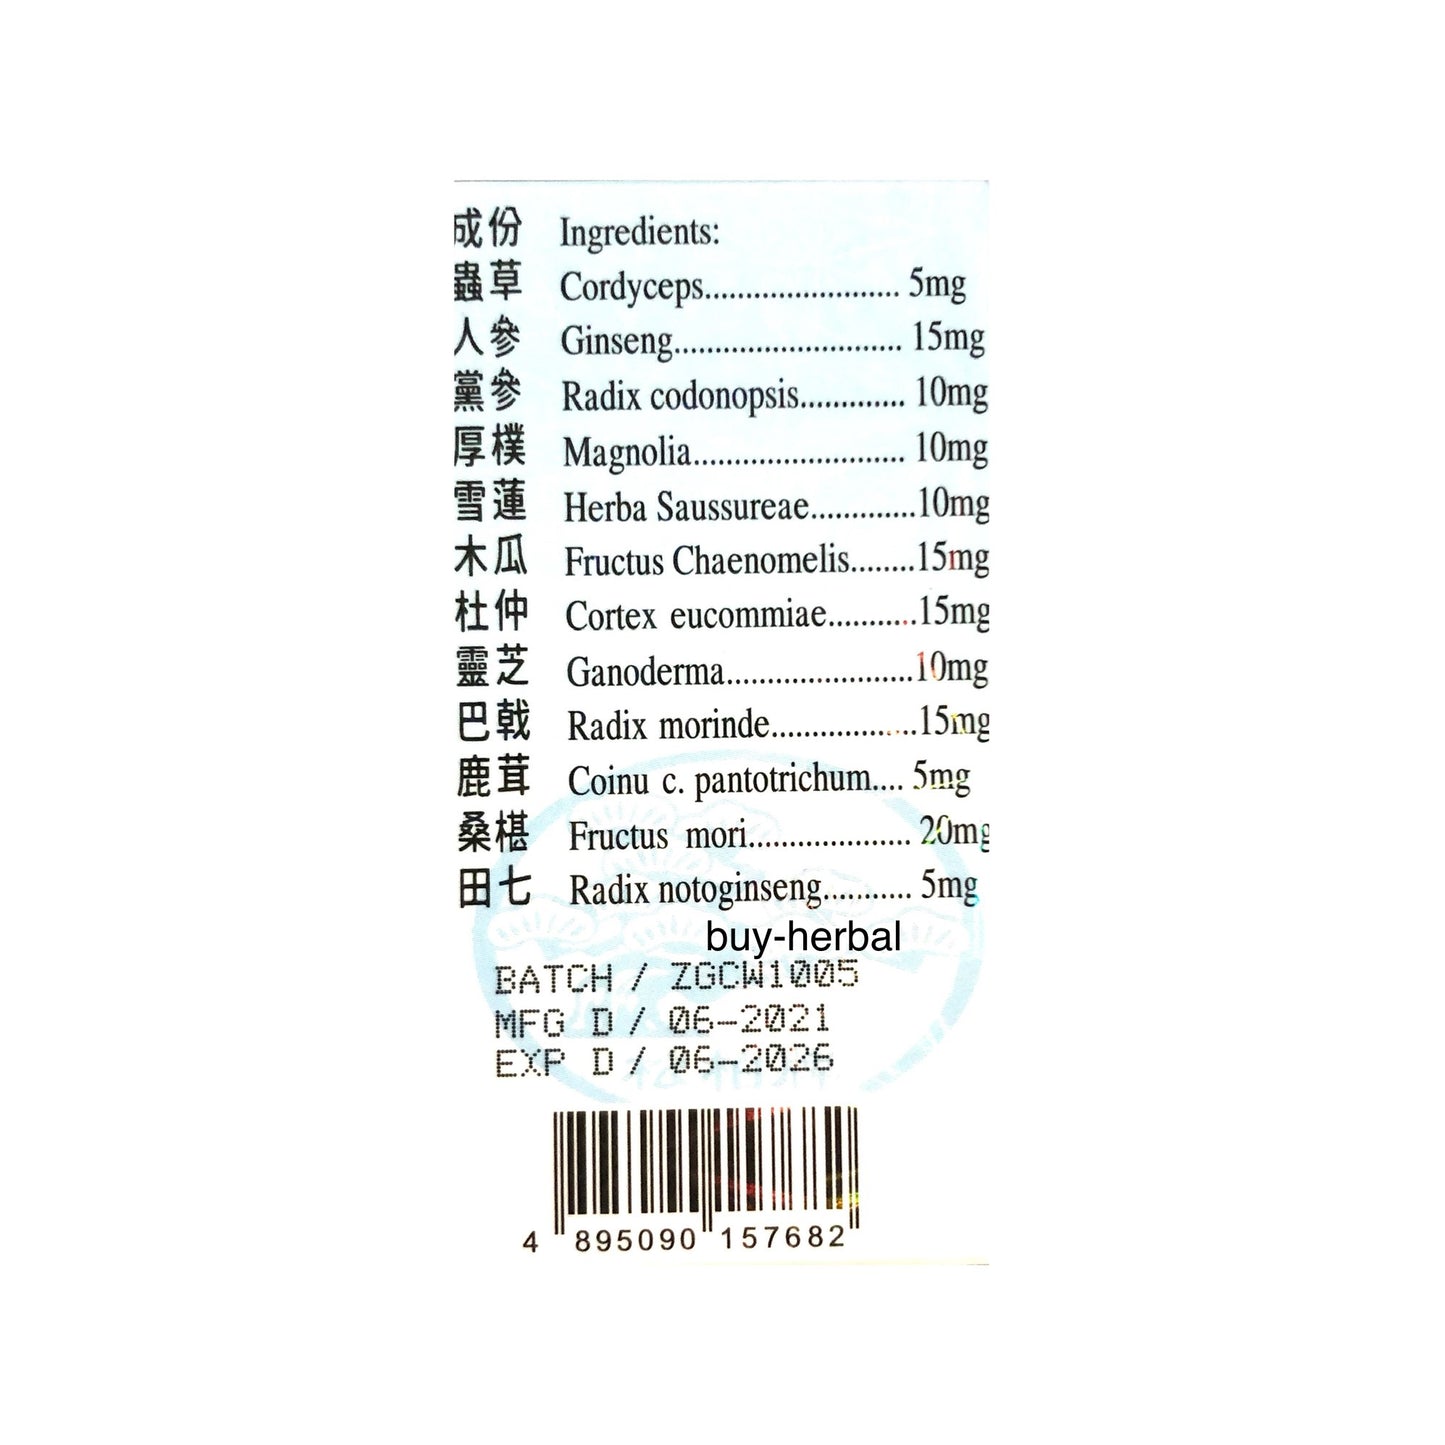 成份 Ingredients:
蟲草 Cordyceps........................ 5mg
人參 Ginseng............................ 15mg
黨參 Radix codonopsis............. 10mg
厚樸 Magnolia.......................... 10mg
雪蓮 Herba Saussureae.............10mg
木瓜 Fructus Chaenomelis........15mg
杜仲 Cortex eucommiae...........15mg
靈芝 Ganoderma.......................10mg
巴戟 Radix morinde..................15mg
鹿茸 Coinu c. pantotrichum.... 5mg
桑椹 Fructus mori.................... 20mg
田七 Radix notoginseng........... 5mg
buy-herbal
BATCH / ZGCW1005
MFG D / 06-2021
EXP D / 06-2026
4 895090 157682